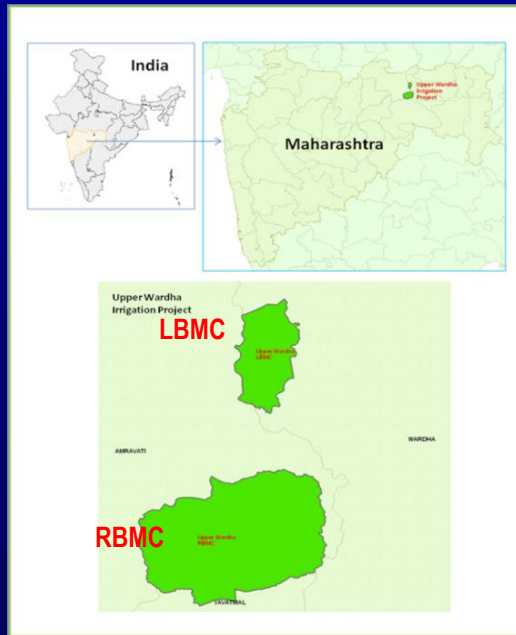 India
Upper Wardha
Irrigation
Project
Maharashtra
Upper Wardha
Irrigation Project
LBMC
Upper Wardha
LBMC
WARDHA
AMRAVATI
RBMC
Upper Wardha
RBMC
YAVATMAL